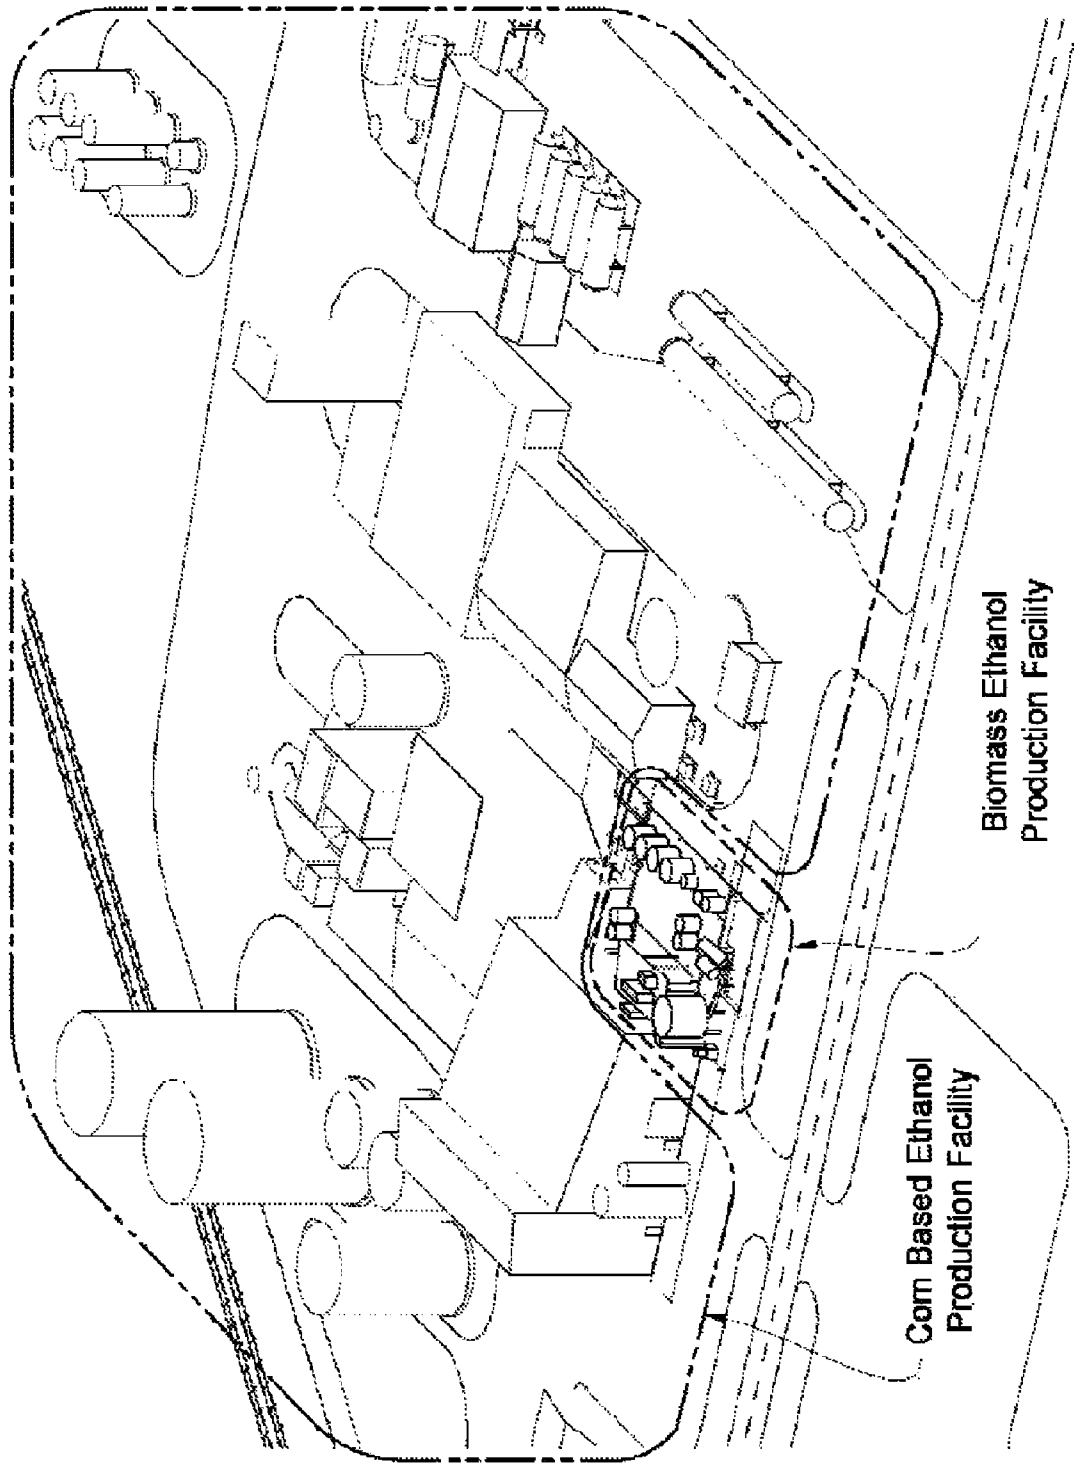 Corn Based Ethanol
Production Facility
Biomass Ethanol
Production Facility